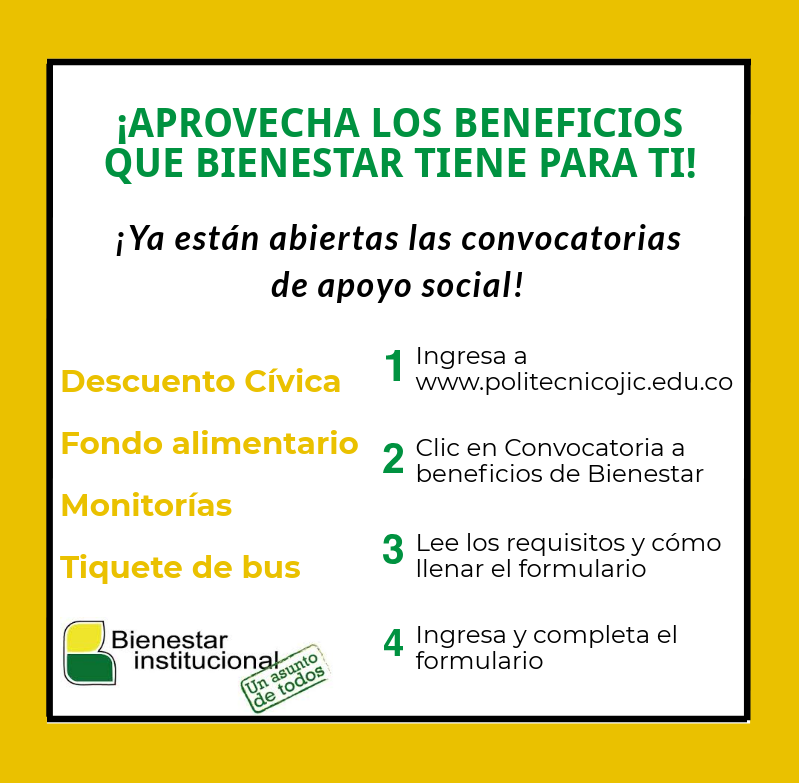 ¡APROVECHA LOS BENEFICIOS
QUE BIENESTAR TIENE PARA TI!
¡Ya están abiertas las convocatorias
de apoyo social!
Descuento Cívica
Fondo alimentario
Monitorías
Tiquete de bus
1 Ingresa a
www.politecnicojic.edu.co
2 Clic en Convocatoria a
beneficios de Bienestar
3 Lee los requisitos y cómo
llenar el formulario
4 Ingresa y completa el
formulario
Bienestar
institucional
Un asunto
de todos